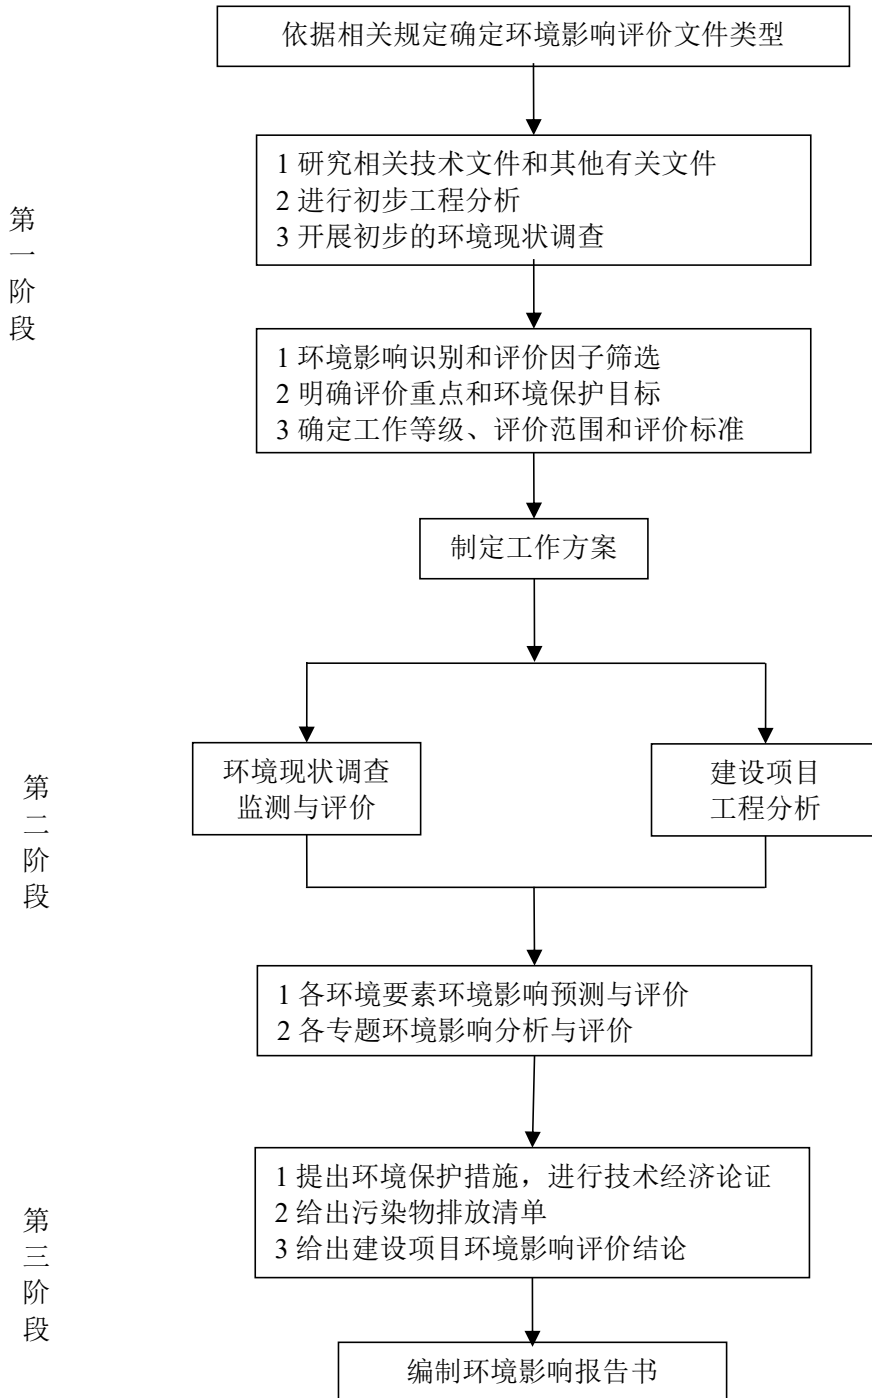 依据相关规定确定环境影响评价文件类型
1 研究相关技术文件和其他有关文件
2 进行初步工程分析
3 开展初步的环境现状调查
第一阶段
1 环境影响识别和评价因子筛选
2 明确评价重点和环境保护目标
3 确定工作等级、评价范围和评价标准
制定工作方案
环境现状调查
监测与评价
建设项目
工程分析
第二阶段
1 各环境要素环境影响预测与评价
2 各专题环境影响分析与评价
1 提出环境保护措施，进行技术经济论证
2 给出污染物排放清单
3 给出建设项目环境影响评价结论
第三阶段
编制环境影响报告书